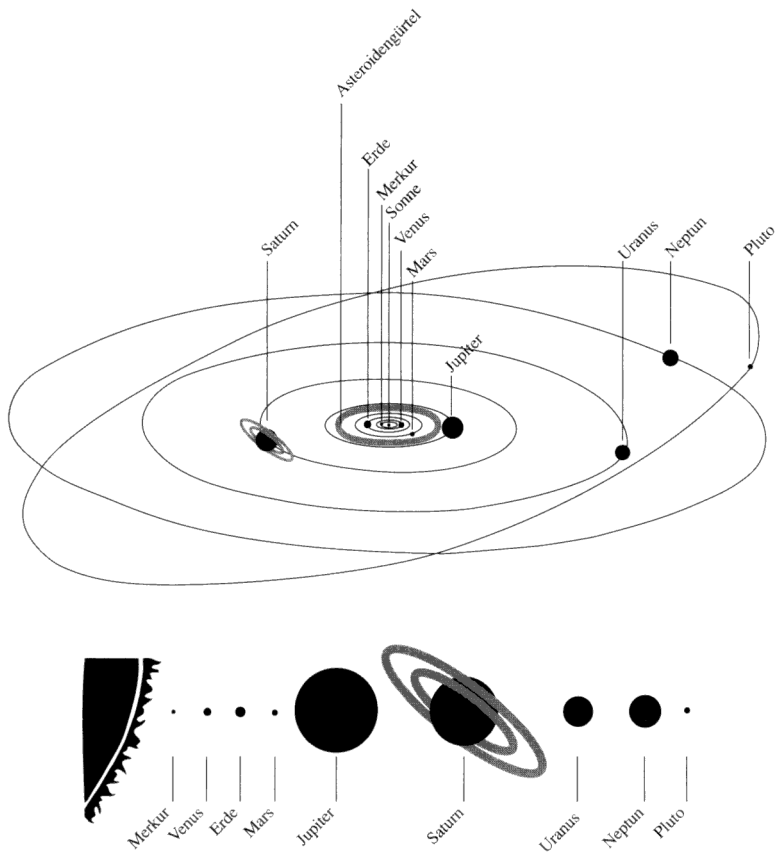 Asteroidengürtel
Erde
Merkur
Sonne
Venus
Mars
Saturn
Jupiter
Uranus
Neptun
Pluto
Merkur
Venus
Erde
Mars
Jupiter
Saturn
Uranus
Neptun
Pluto